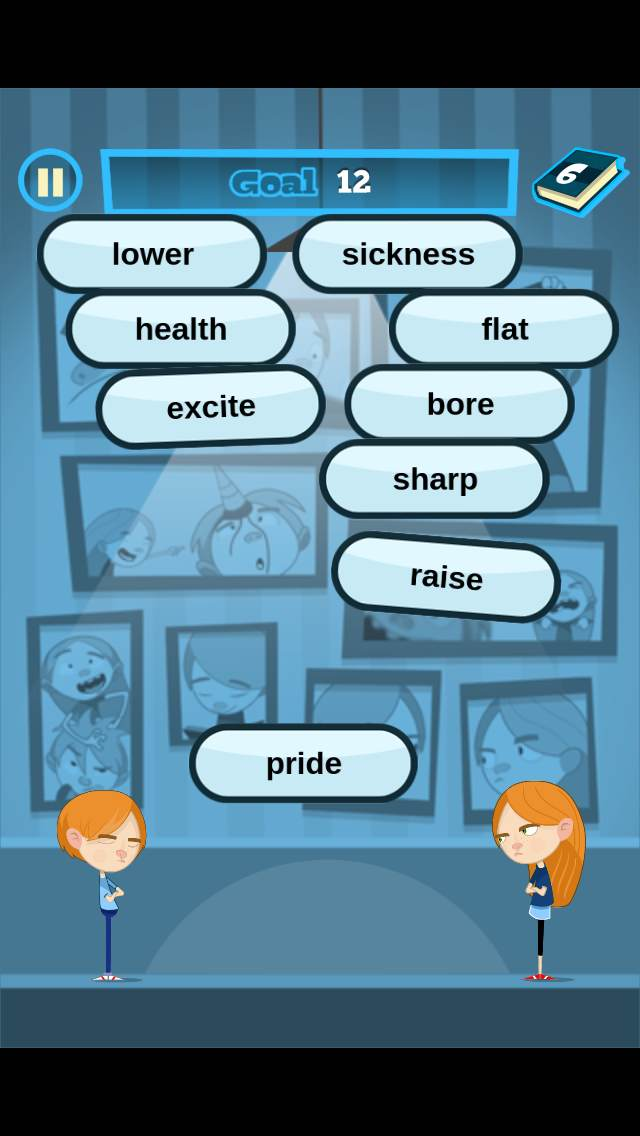 Goal 12
6
lower sickness
health flat
excite bore
sharp
raise
pride